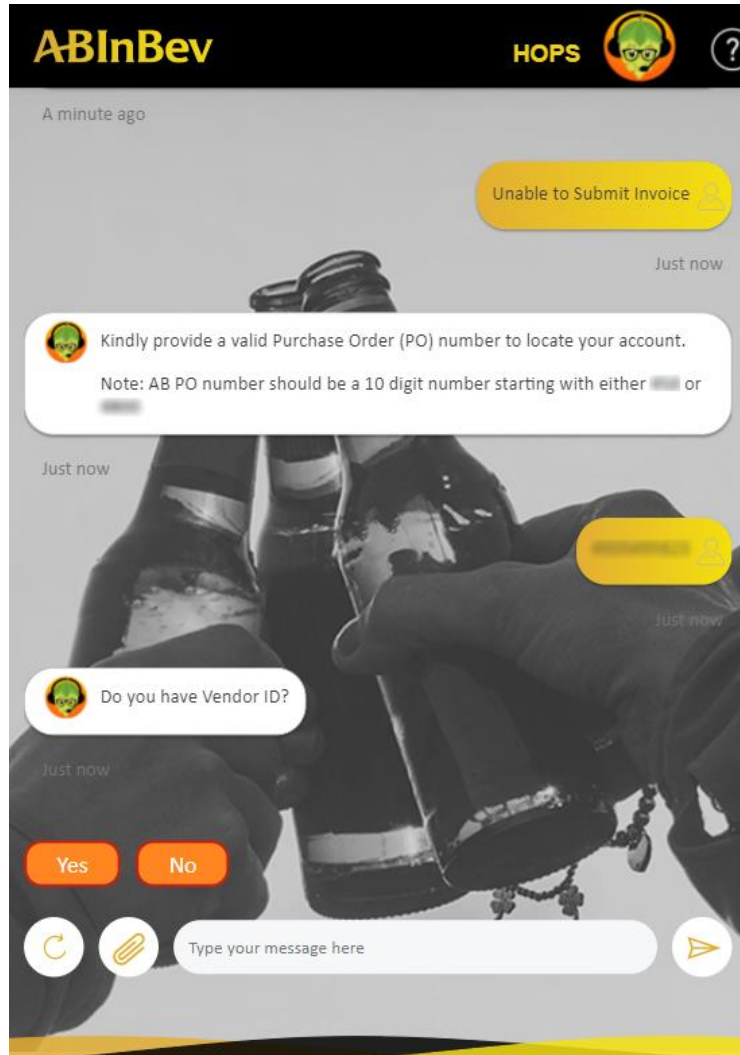 ABInBev
HOPS
?
A minute ago
Unable to Submit Invoice
Just now
Kindly provide a valid Purchase Order (PO) number to locate your account.
Note: AB PO number should be a 10 digit number starting with either or
Just now
Just now
Do you have Vendor ID?
Just now
Yes
No
Type your message here